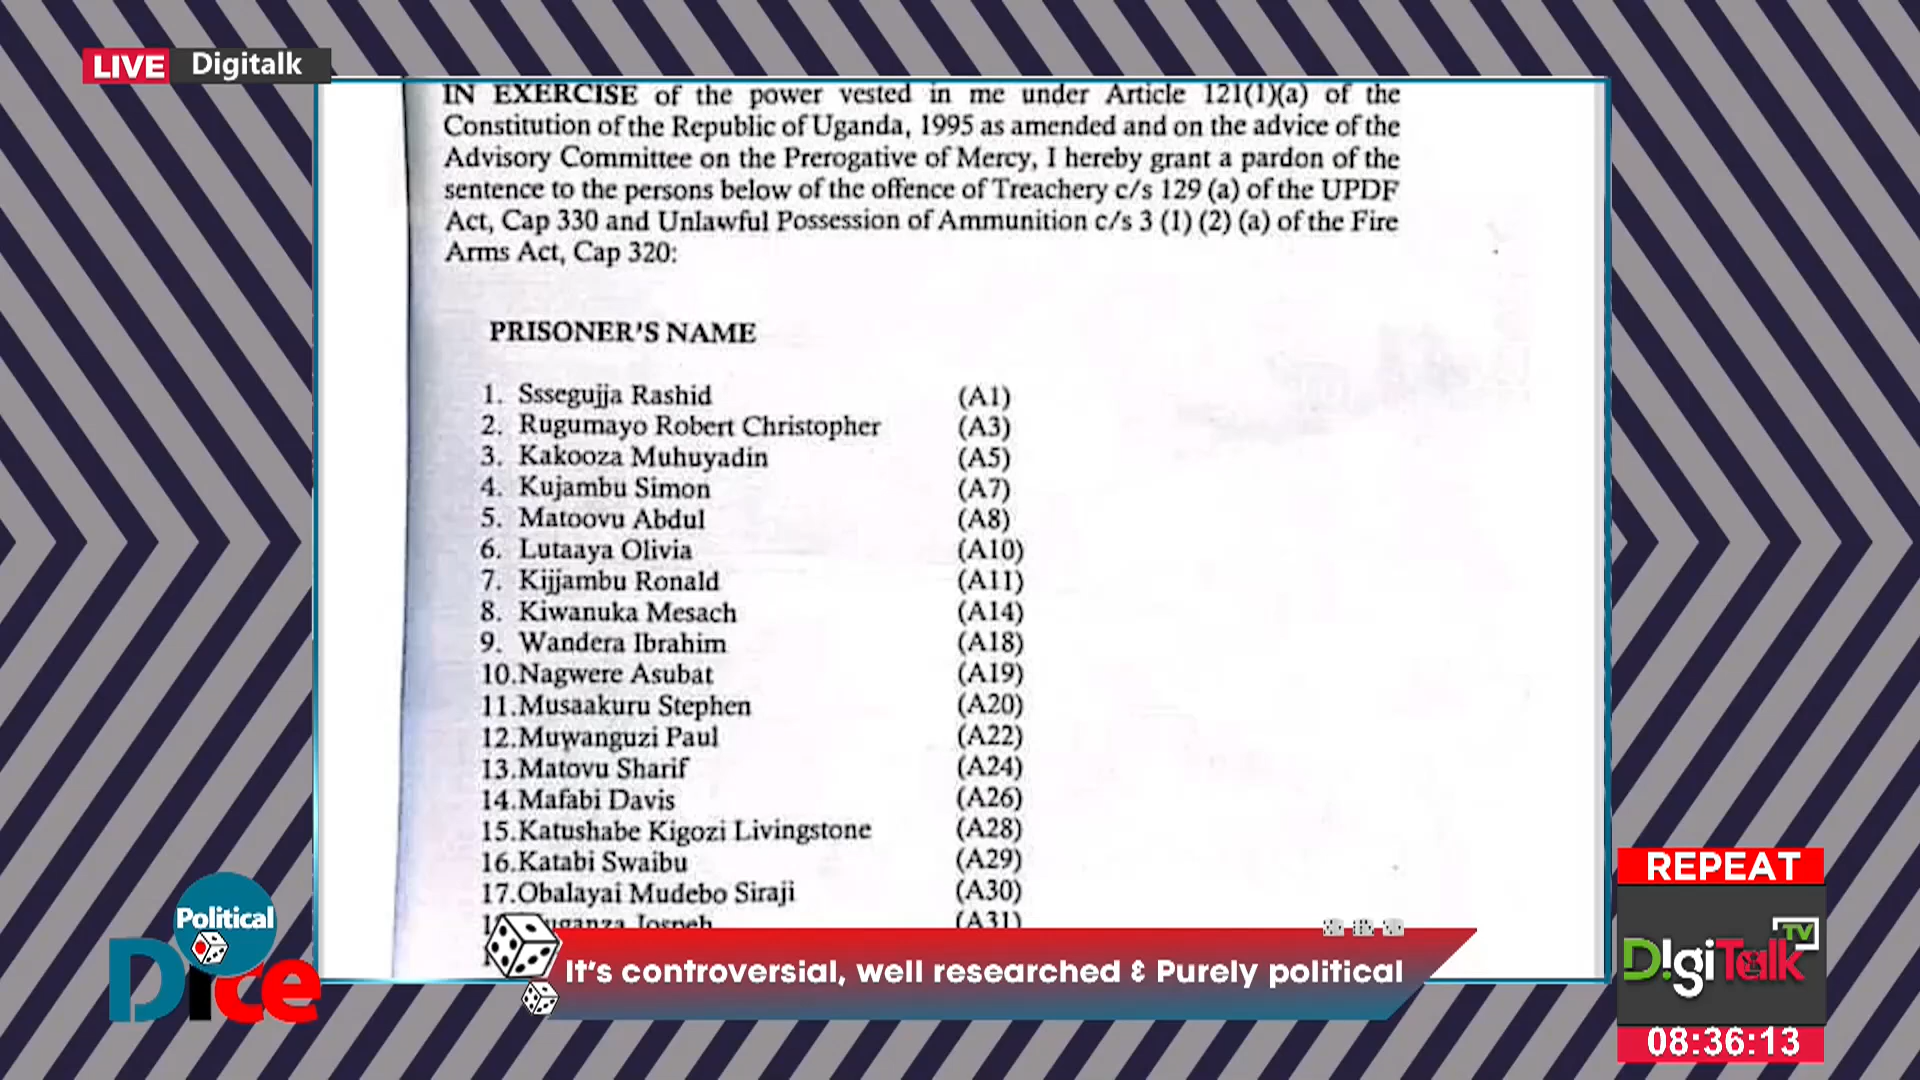 LIVE Digitalk
IN EXERCISE of the power vested in me under Article 121(1)(a) of the
Constitution of the Republic of Uganda, 1995 as amended and on the advice of the
Advisory Committee on the Prerogative of Mercy, I hereby grant a pardon of the
sentence to the persons below of the offence of Treachery c/s 129 (a) of the UPDF
Act, Cap 330 and Unlawful Possession of Ammunition c/s 3 (1) (2) (a) of the Fire
Arms Act, Cap 320:
PRISONER'S NAME
1. Sssegujja Rashid (A1)
2. Rugumayo Robert Christopher (A3)
3. Kakooza Muhuyadin (A5)
4. Kujambu Simon (A7)
5. Matoovu Abdul (A8)
6. Lutaaya Olivia (A10)
7. Kijjambu Ronald (A11)
8. Kiwanuka Mesach (A14)
9. Wandera Ibrahim (A18)
10.Nagwere Asubat (A19)
11.Musaakuru Stephen (A20)
12.Muwanguzi Paul (A22)
13.Matovu Sharif (A24)
14.Mafabi Davis (A26)
15.Katushabe Kigozi Livingstone (A28)
16.Katabi Swaibu (A29)
17.Obalayai Mudebo Siraji (A30)
(A31)
Political
Dice
It's controversial, well researched & Purely political
REPEAT
D!giTalk TV
08:36:13